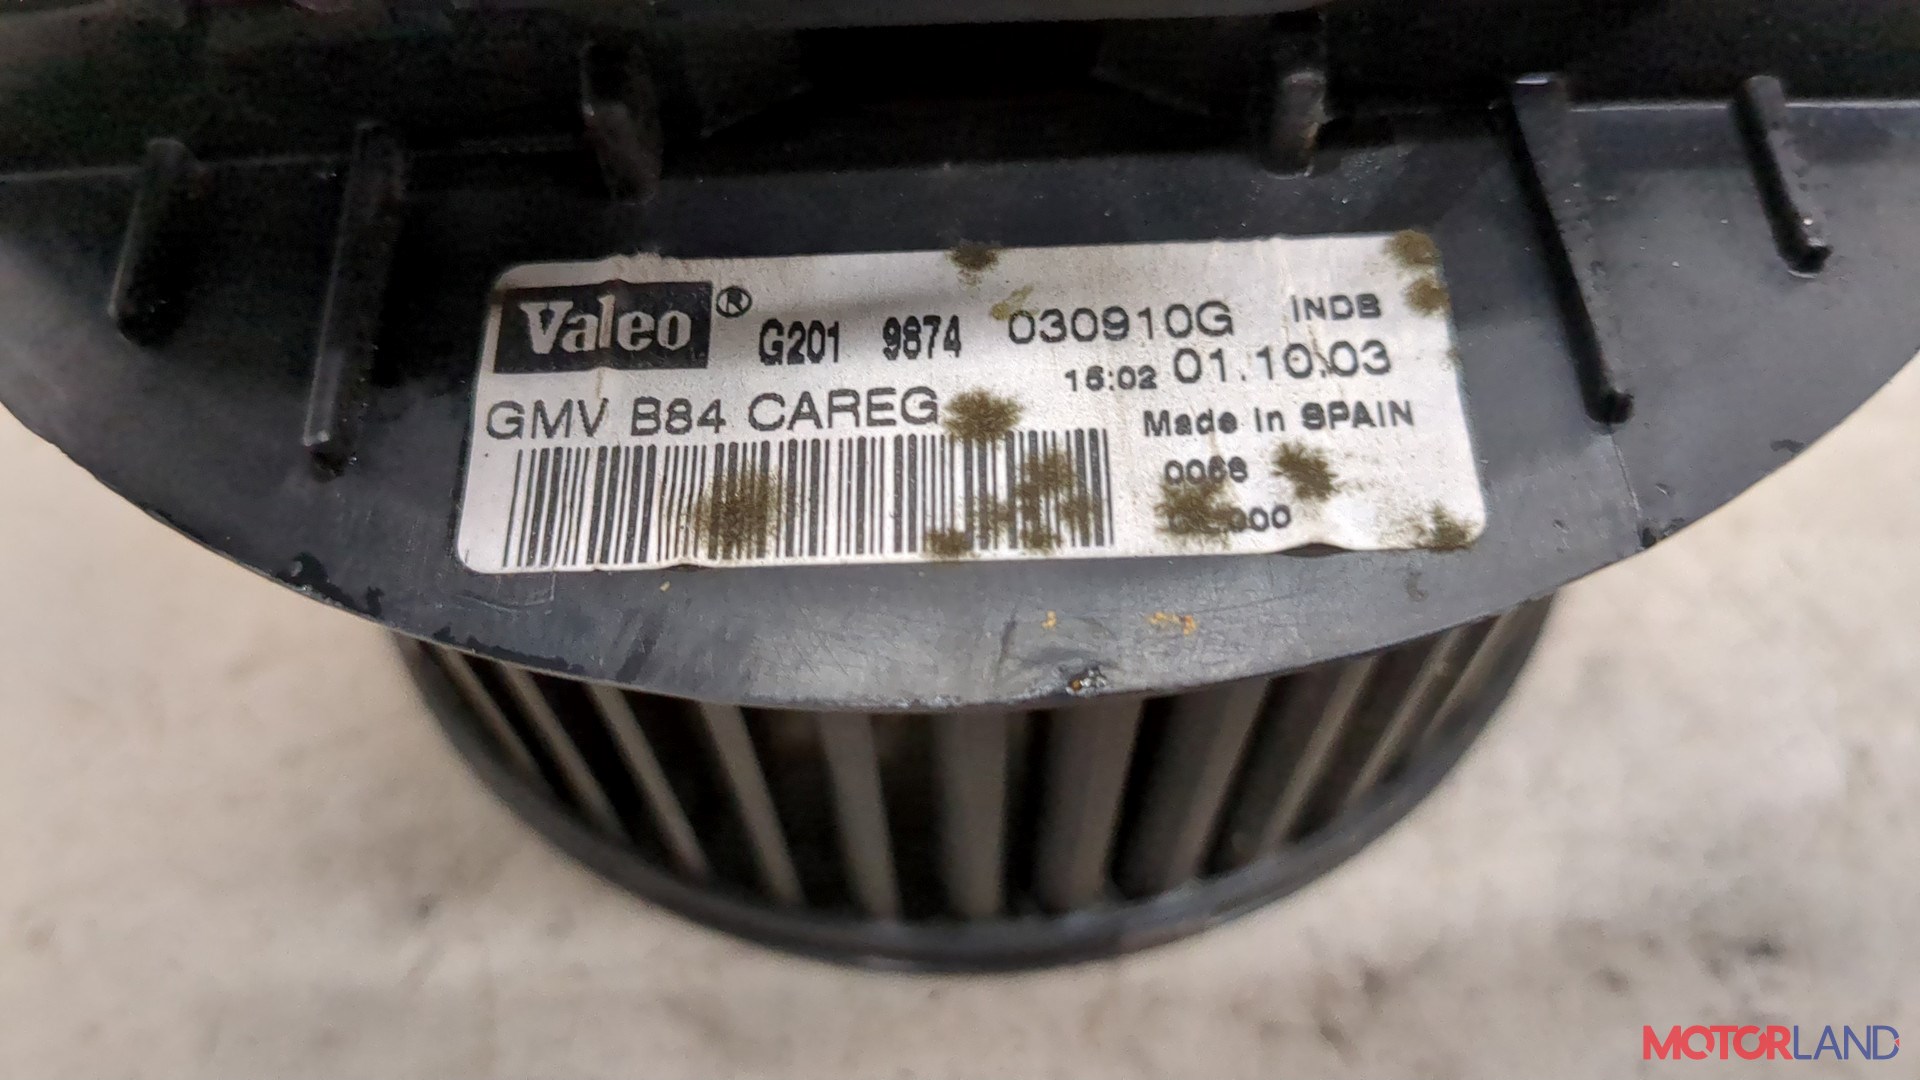 Valeo ® G201 9874 030910G INDB
15:02 01.10.03
GMV B84 CAREG
Made in SPAIN
0068
MOTORLAND